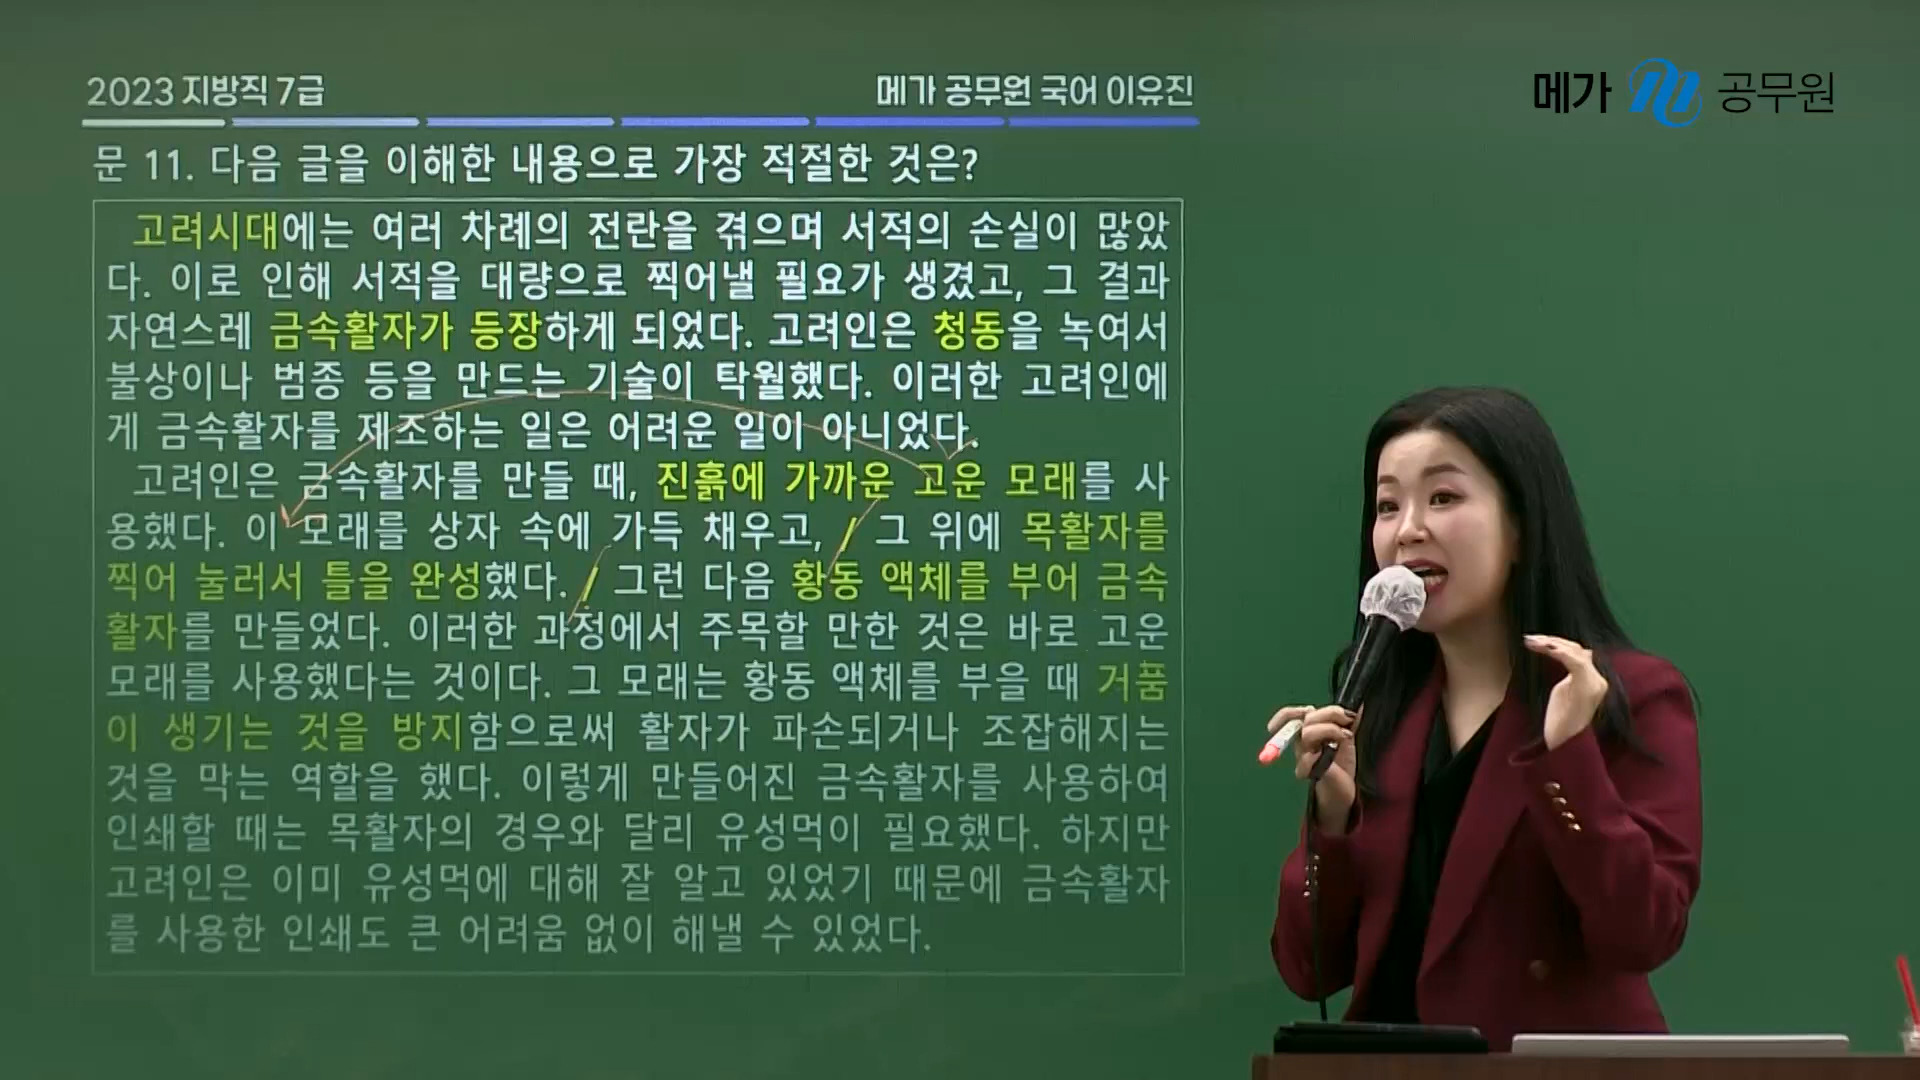 2023 지방직 7급
메가 공무원 국어 이유진
메가 공무원
문 11. 다음 글을 이해한 내용으로 가장 적절한 것은?
고려시대에는 여러 차례의 전란을 겪으며 서적의 손실이 많았
다. 이로 인해 서적을 대량으로 찍어낼 필요가 생겼고, 그 결과
자연스레 금속활자가 등장하게 되었다. 고려인은 청동을 녹여서
불상이나 범종 등을 만드는 기술이 탁월했다. 이러한 고려인에
게 금속활자를 제조하는 일은 어려운 일이 아니었다.
고려인은 금속활자를 만들 때, 진흙에 가까운 고운 모래를 사
용했다. 이 모래를 상자 속에 가득 채우고, 그 위에 목활자를
찍어 눌러서 틀을 완성했다. 그런 다음 황동 액체를 부어 금속
활자를 만들었다. 이러한 과정에서 주목할 만한 것은 바로 고운
모래를 사용했다는 것이다. 그 모래는 황동 액체를 부을 때 거품
이 생기는 것을 방지함으로써 활자가 파손되거나 조잡해지는
것을 막는 역할을 했다. 이렇게 만들어진 금속활자를 사용하여
인쇄할 때는 목활자의 경우와 달리 유성먹이 필요했다. 하지만
고려인은 이미 유성먹에 대해 잘 알고 있었기 때문에 금속활자
를 사용한 인쇄도 큰 어려움 없이 해낼 수 있었다.